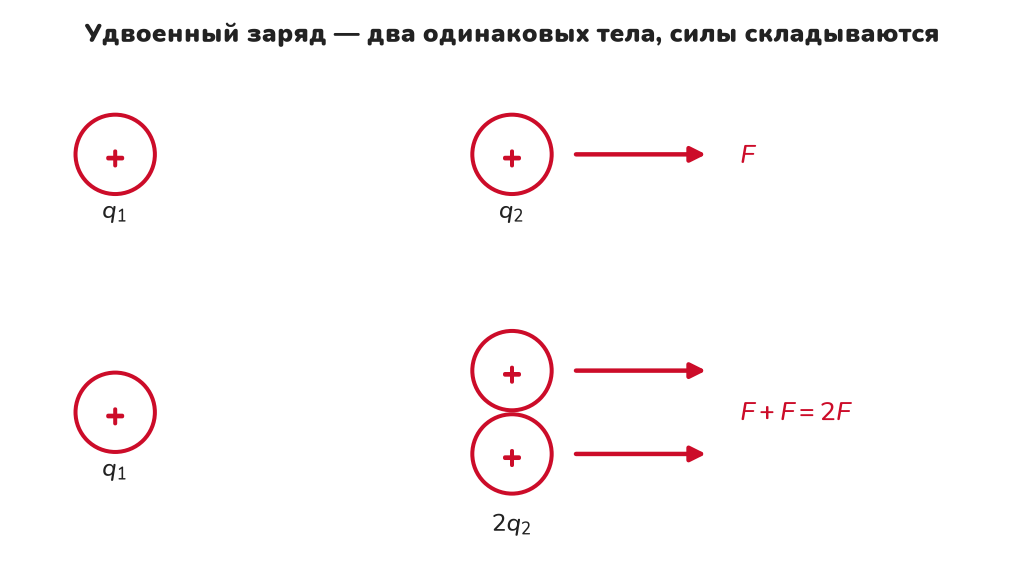 Удвоенный заряд — два одинаковых тела, силы складываются
+
+
F
q₁
q₂
+
+
F + F = 2F
+
q₁
2q₂